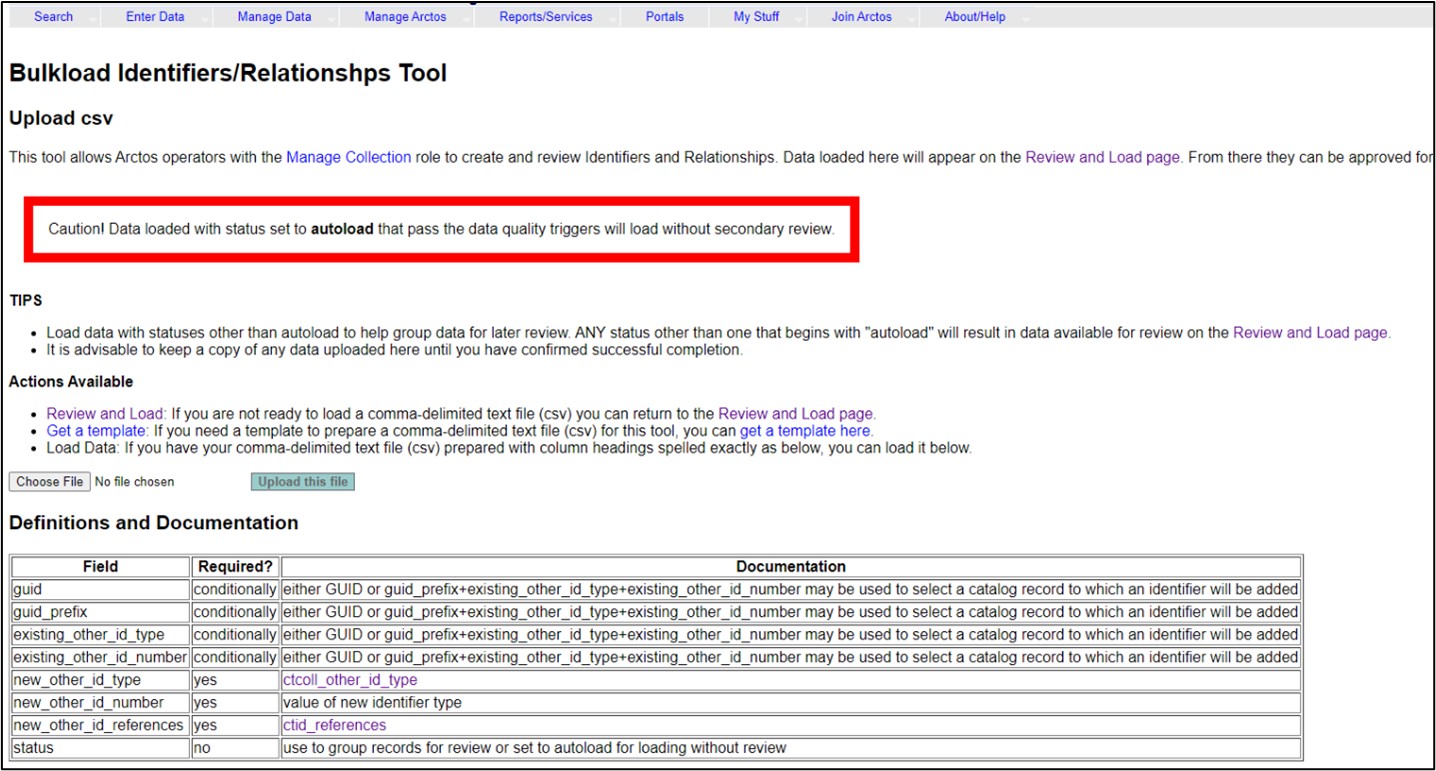 Search Enter Data Manage Data Manage Arctos Reports/Services Portals My Stuff Join Arctos About/Help
Bulkload Identifiers/Relationshps Tool
Upload csv
This tool allows Arctos operators with the Manage Collection role to create and review Identifiers and Relationships. Data loaded here will appear on the Review and Load page. From there they can be approved for
Caution! Data loaded with status set to autoload that pass the data quality triggers will load without secondary review.
TIPS
• Load data with statuses other than autoload to help group data for later review. ANY status other than one that begins with "autoload" will result in data available for review on the Review and Load page.
• It is advisable to keep a copy of any data uploaded here until you have confirmed successful completion.
Actions Available
• Review and Load: If you are not ready to load a comma-delimited text file (csv) you can return to the Review and Load page.
• Get a template: If you need a template to prepare a comma-delimited text file (csv) for this tool, you can get a template here.
• Load Data: If you have your comma-delimited text file (csv) prepared with column headings spelled exactly as below, you can load it below.
Choose File No file chosen Upload this file
Definitions and Documentation
Field Required? Documentation
guid conditionally either GUID or guid_prefix+existing_other_id_type+existing_other_id_number may be used to select a catalog record to which an identifier will be added
guid_prefix conditionally either GUID or guid_prefix+existing_other_id_type+existing_other_id_number may be used to select a catalog record to which an identifier will be added
existing_other_id_type conditionally either GUID or guid_prefix+existing_other_id_type+existing_other_id_number may be used to select a catalog record to which an identifier will be added
existing_other_id_number conditionally either GUID or guid_prefix+existing_other_id_type+existing_other_id_number may be used to select a catalog record to which an identifier will be added
new_other_id_type yes ctcoll_other_id_type
new_other_id_number yes value of new identifier type
new_other_id_references yes ctid_references
status no use to group records for review or set to autoload for loading without review